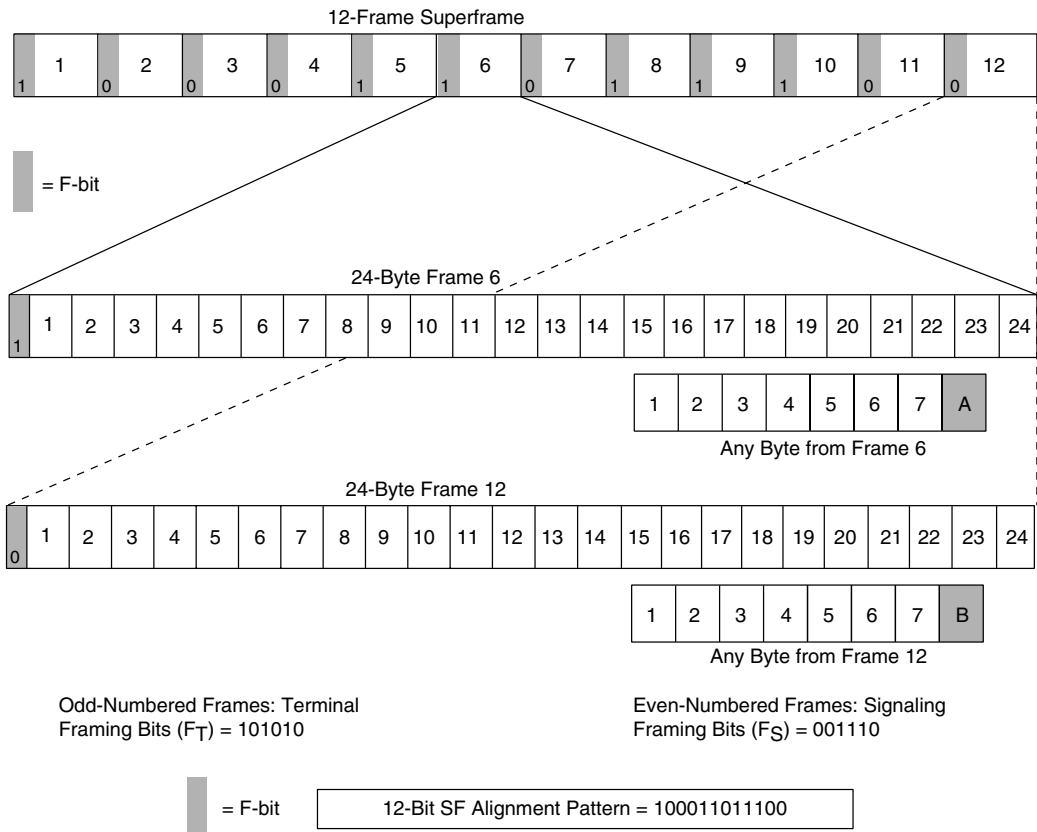 12-Frame Superframe
1 2 3 4 5 6 7 8 9 10 11 12
1 0 0 0 1 1 0 1 1 1 0 0
= F-bit
24-Byte Frame 6
1 2 3 4 5 6 7 8 9 10 11 12 13 14 15 16 17 18 19 20 21 22 23 24
1
1 2 3 4 5 6 7 A
Any Byte from Frame 6
24-Byte Frame 12
1 2 3 4 5 6 7 8 9 10 11 12 13 14 15 16 17 18 19 20 21 22 23 24
0
1 2 3 4 5 6 7 B
Any Byte from Frame 12
Odd-Numbered Frames: Terminal
Framing Bits (FT) = 101010
Even-Numbered Frames: Signaling
Framing Bits (FS) = 001110
= F-bit
12-Bit SF Alignment Pattern = 100011011100